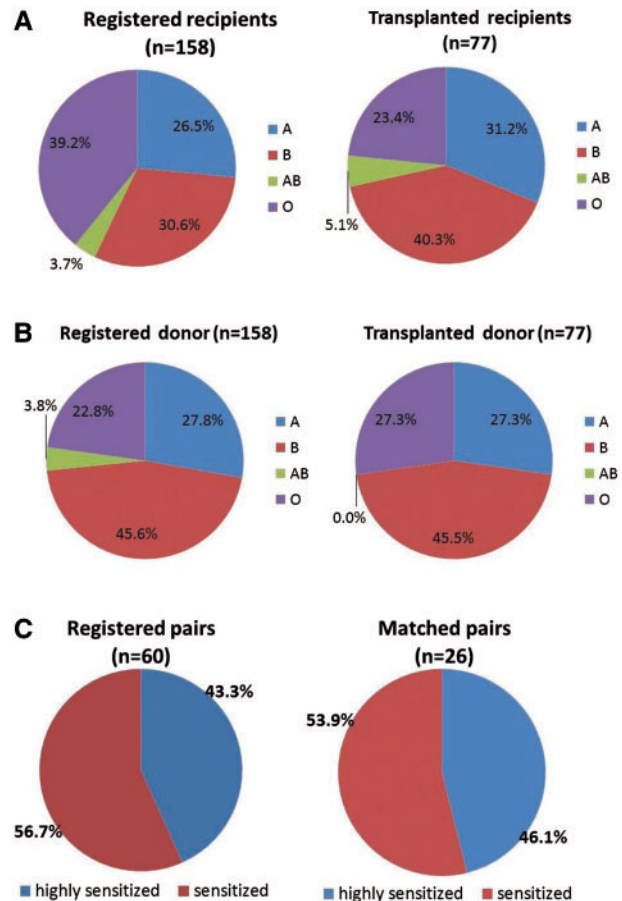 A
Registered recipients
(n=158)
26.5%
30.6%
3.7%
39.2%
A
B
AB
O
Transplanted recipients
(n=77)
31.2%
40.3%
5.1%
23.4%
A
B
AB
O
B
Registered donor (n=158)
27.8%
45.6%
3.8%
22.8%
A
B
AB
O
Transplanted donor (n=77)
27.3%
45.5%
0.0%
27.3%
A
B
AB
O
C
Registered pairs
(n=60)
43.3%
56.7%
highly sensitized sensitized
Matched pairs
(n=26)
53.9%
46.1%
highly sensitized sensitized